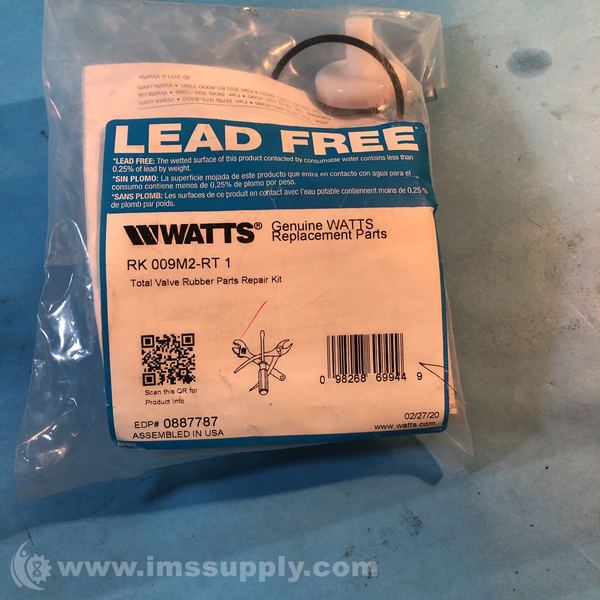 © 2014 Watts
LEAD FREE*
*LEAD FREE: The wetted surface of this product contacted by consumable water contains less than
0.25% of lead by weight.
*SIN PLOMO: La superficie mojada de este producto que entra en contacto con agua para el
consumo contiene menos de 0,25% de plomo por peso.
*SANS PLOMB: Les surfaces de ce produit en contact avec l'eau potable contiennent moins de 0,25 %
de plomb par poids.
WATTS® Genuine WATTS
Replacement Parts
RK 009M2-RT 1
Total Valve Rubber Parts Repair Kit
Scan this QR for
Product Info
0 98268 69944 9
EDP# 0887787
ASSEMBLED IN USA
02/27/20
www.watts.com
www.imssupply.com